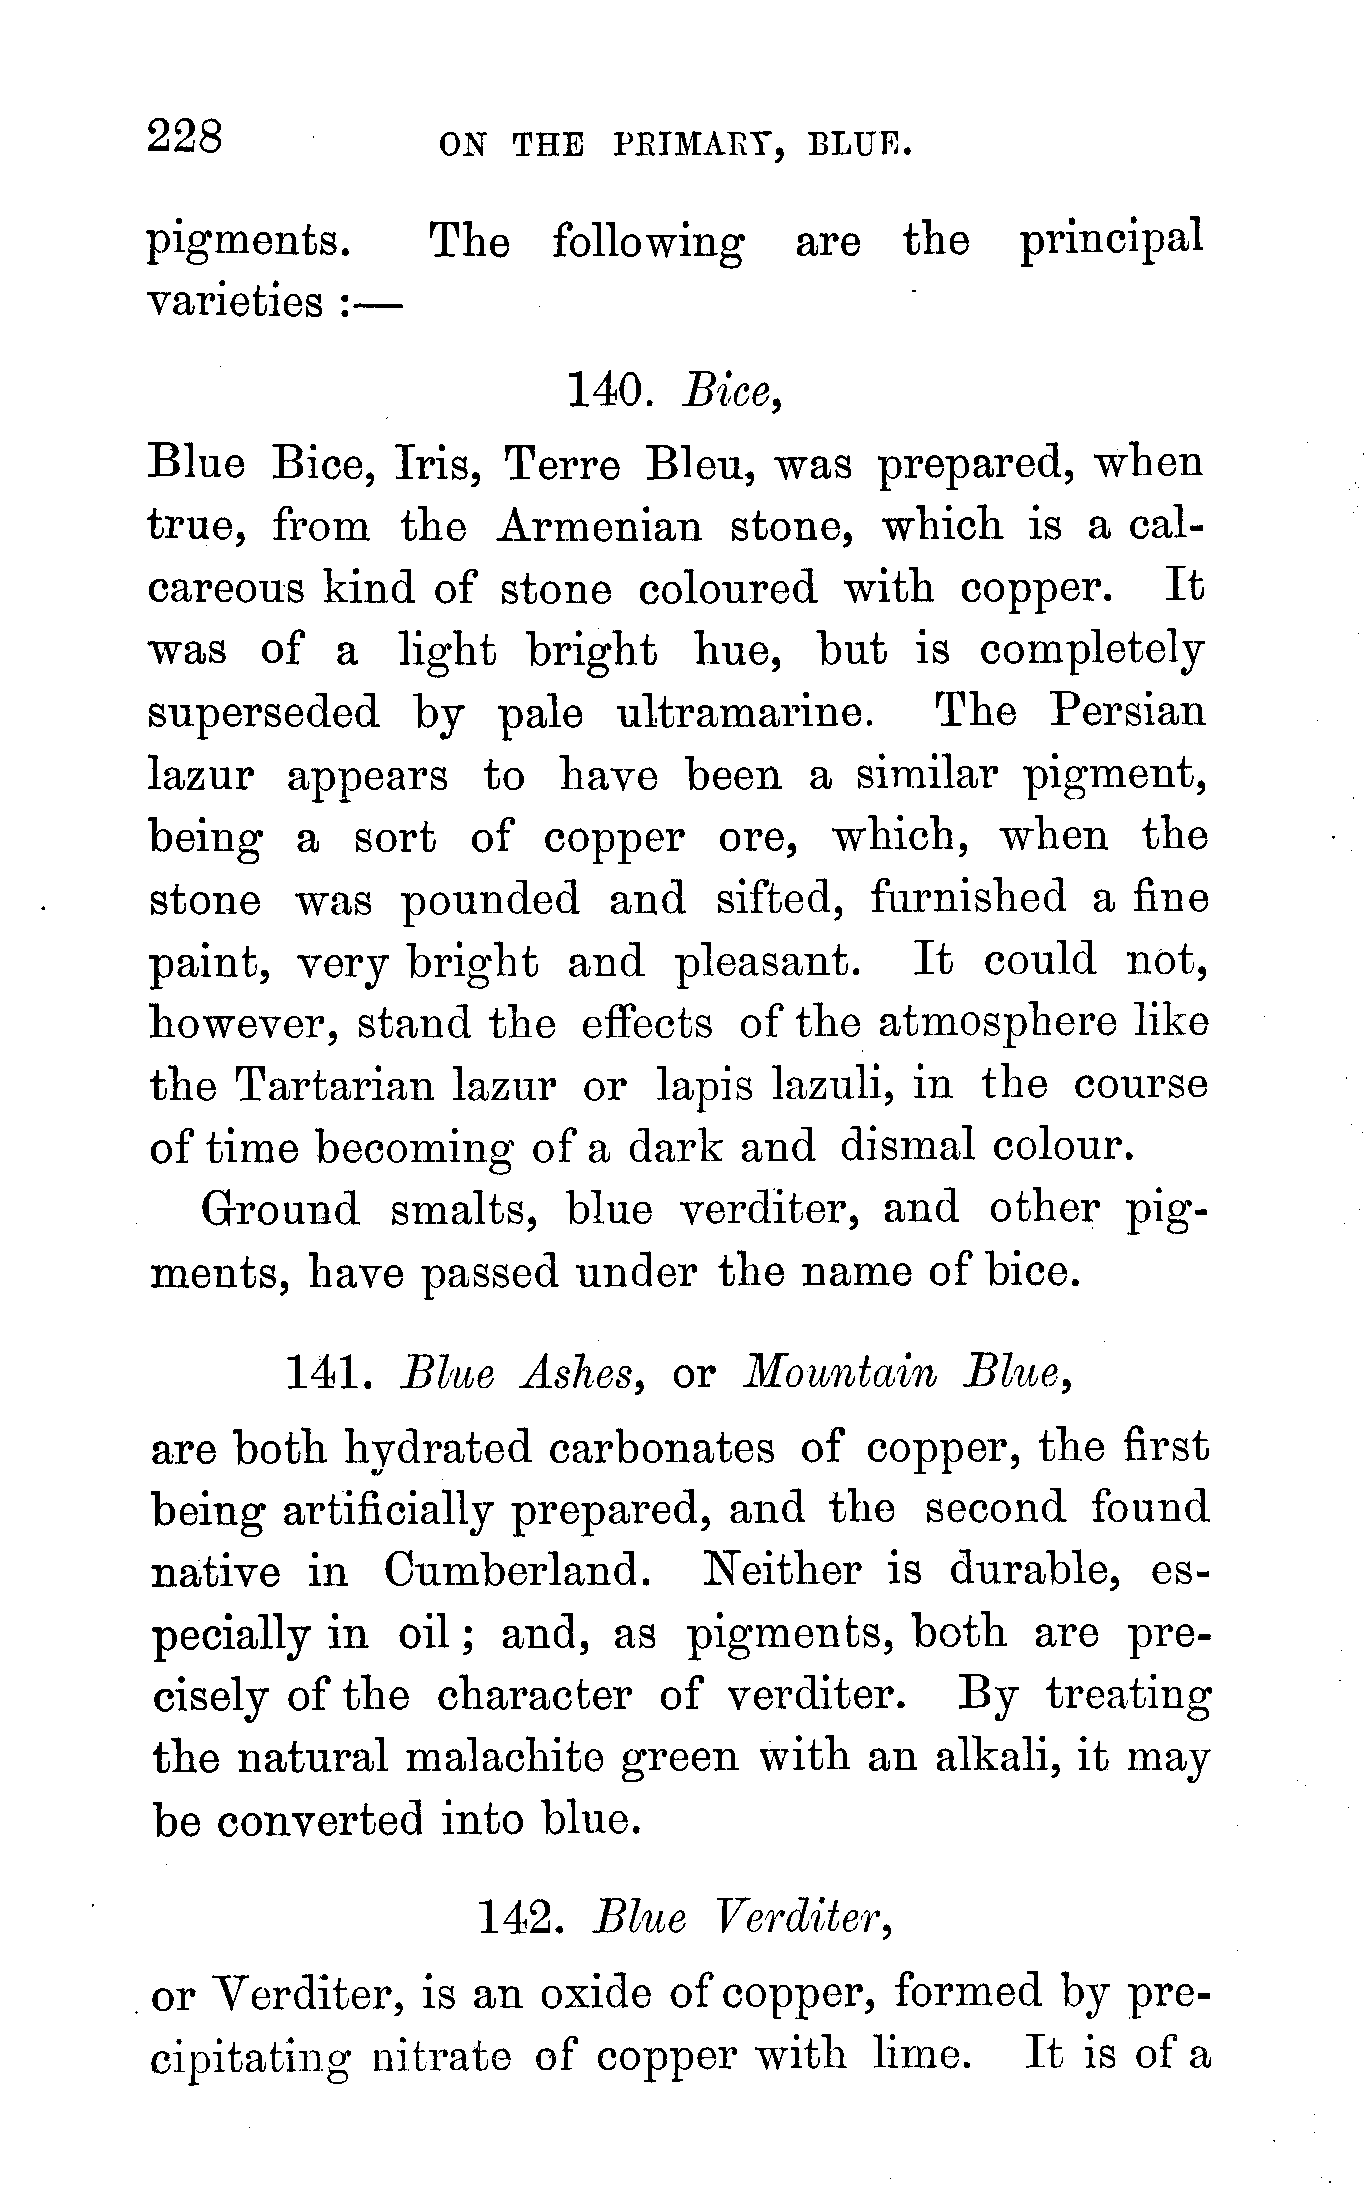 228 ON THE PRIMARY, BLUE.
pigments. The following are the principal
varieties :—
140. Bice,
Blue Bice, Iris, Terre Bleu, was prepared, when
true, from the Armenian stone, which is a cal-
careous kind of stone coloured with copper. It
was of a light bright hue, but is completely
superseded by pale ultramarine. The Persian
lazur appears to have been a similar pigment,
being a sort of copper ore, which, when the
stone was pounded and sifted, furnished a fine
paint, very bright and pleasant. It could not,
however, stand the effects of the atmosphere like
the Tartarian lazur or lapis lazuli, in the course
of time becoming of a dark and dismal colour.
Ground smalts, blue verditer, and other pig-
ments, have passed under the name of bice.
141. Blue Ashes, or Mountain Blue,
are both hydrated carbonates of copper, the first
being artificially prepared, and the second found
native in Cumberland. Neither is durable, es-
pecially in oil ; and, as pigments, both are pre-
cisely of the character of verditer. By treating
the natural malachite green with an alkali, it may
be converted into blue.
142. Blue Verditer,
or Verditer, is an oxide of copper, formed by pre-
cipitating nitrate of copper with lime. It is of a